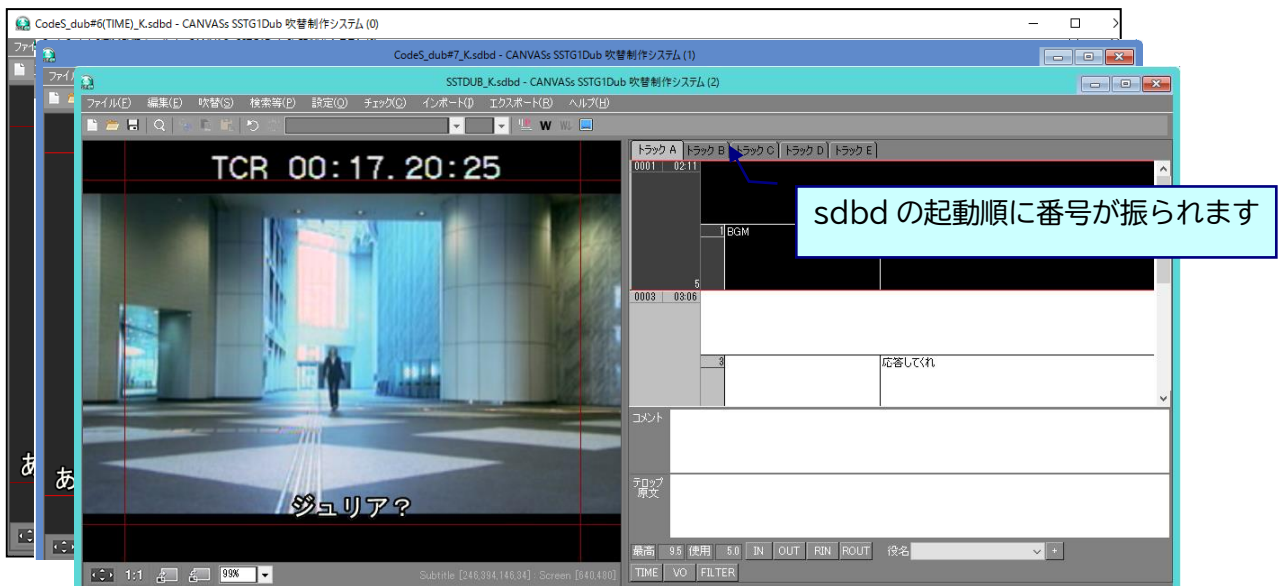 CodeS_dub#6(TIME)_K.sdbd - CANVASs SSTG1Dub 吹替制作システム (0)
CodeS_dub#7_K.sdbd - CANVASs SSTG1Dub 吹替制作システム (1)
SSTDUB_K.sdbd - CANVASs SSTG1Dub 吹替制作システム (2)
ファイル(F) 編集(E) 吹替(S) 検索等(P) 設定(O) チェック(C) インポート(I) エクスポート(R) ヘルプ(H)
W
トラック A トラック B トラック C トラック D トラック E
TCR 00:17.20:25
0001 02:11
sdbd の起動順に番号が振られます
1 BGM
5
0003 03:06
3 応答してくれ
コメント
あ
あ
テロップ
原文
ジュリア?
最高 9.5 使用 5.0 IN OUT RIN ROUT 役名 +
1:1 99% Subtitle [246,394,146,34] : Screen [640,480]
TIME VO FILTER